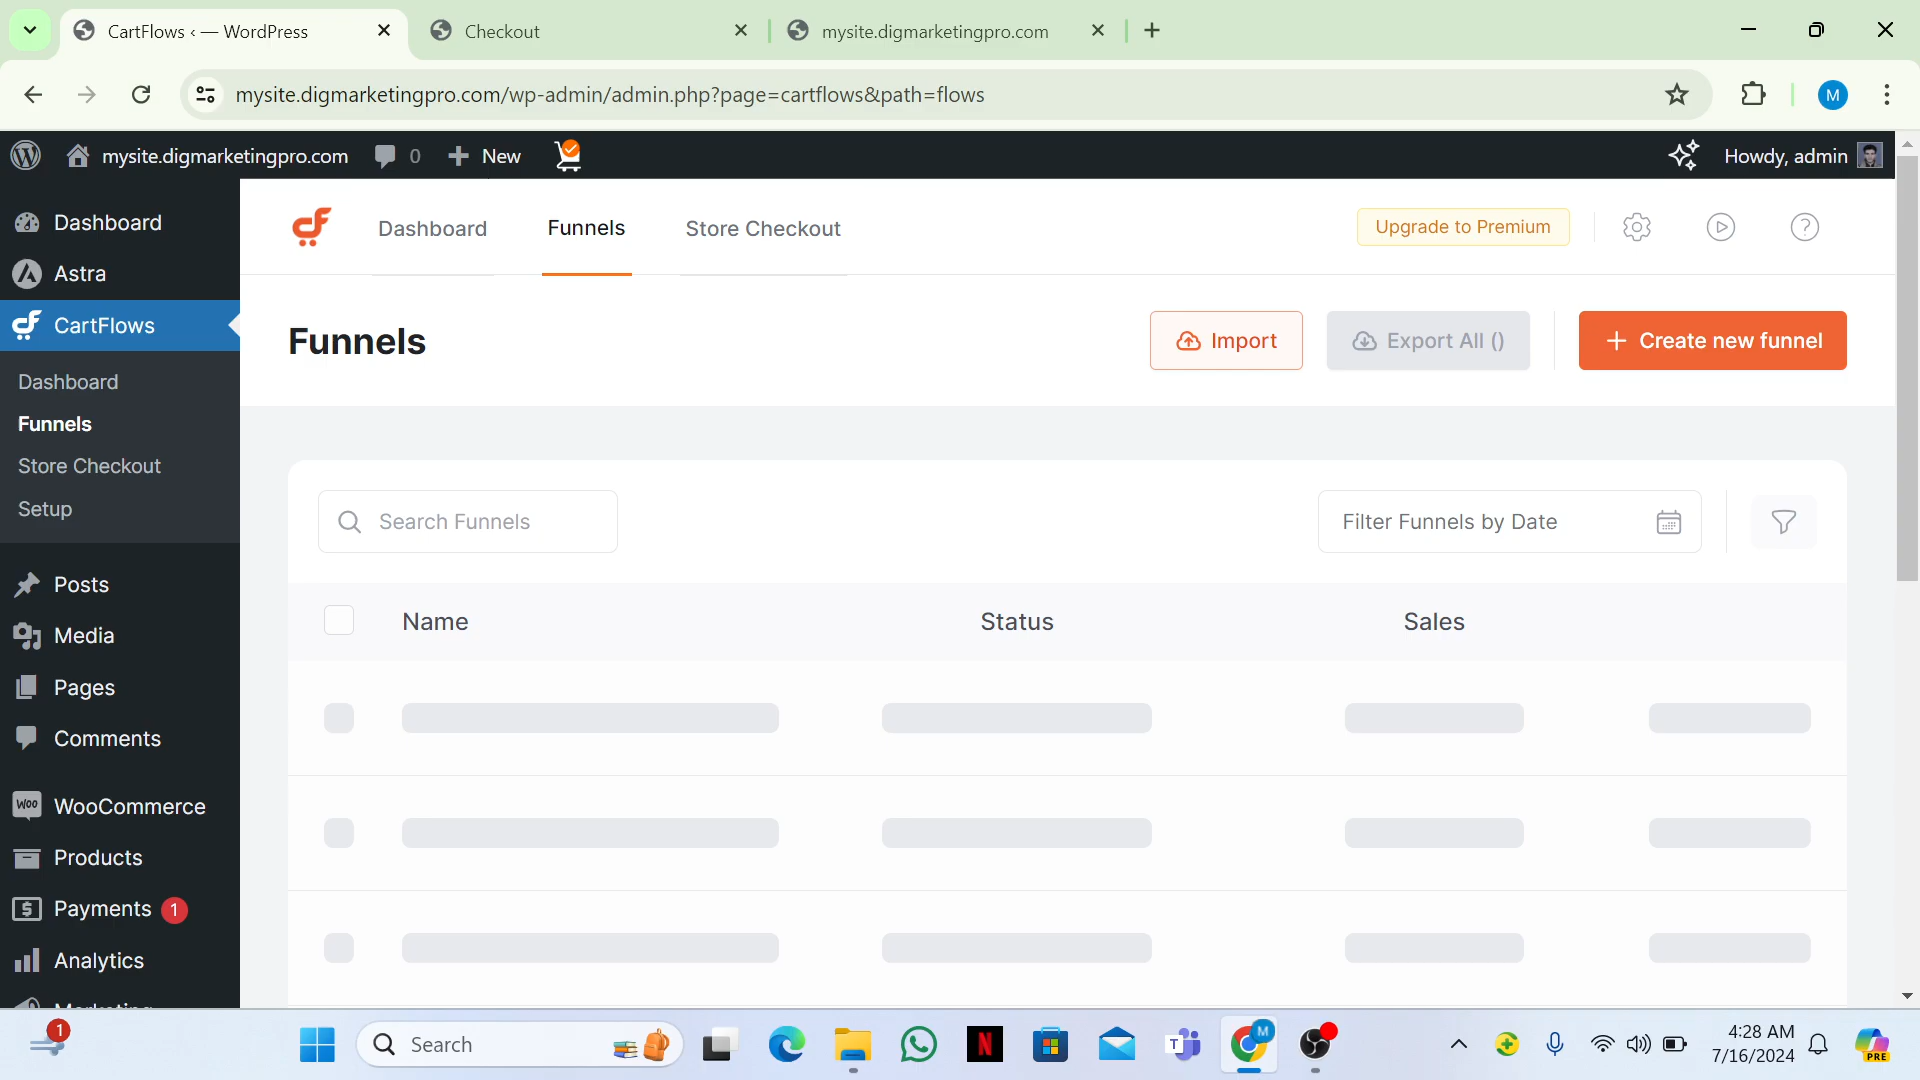 CartFlows ‹ — WordPress
Checkout
mysite.digmarketingpro.com
mysite.digmarketingpro.com/wp-admin/admin.php?page=cartflows&path=flows
M
mysite.digmarketingpro.com
0
New
Howdy, admin
Dashboard
Astra
CartFlows
Dashboard
Funnels
Store Checkout
Setup
Posts
Media
Pages
Comments
WooCommerce
Products
Payments 1
Analytics
Dashboard
Funnels
Store Checkout
Upgrade to Premium
Funnels
Import
Export All ()
Create new funnel
Search Funnels
Filter Funnels by Date
Name
Status
Sales
1
Search
M
4:28 AM
7/16/2024
PRE